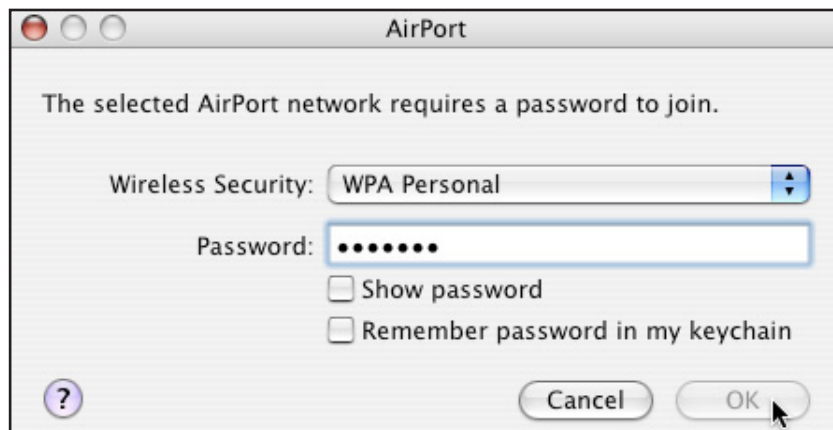 AirPort
The selected AirPort network requires a password to join.
Wireless Security: WPA Personal
Password: •••••••
Show password
Remember password in my keychain
? Cancel OK